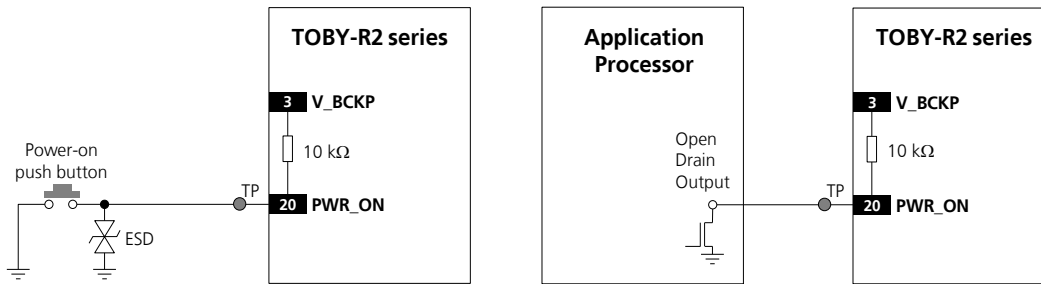 TOBY-R2 series
3 V_BCKP
10 kΩ
Power-on
push button
TP
20 PWR_ON
ESD
Application
Processor
Open
Drain
Output
TP
TOBY-R2 series
3 V_BCKP
10 kΩ
20 PWR_ON